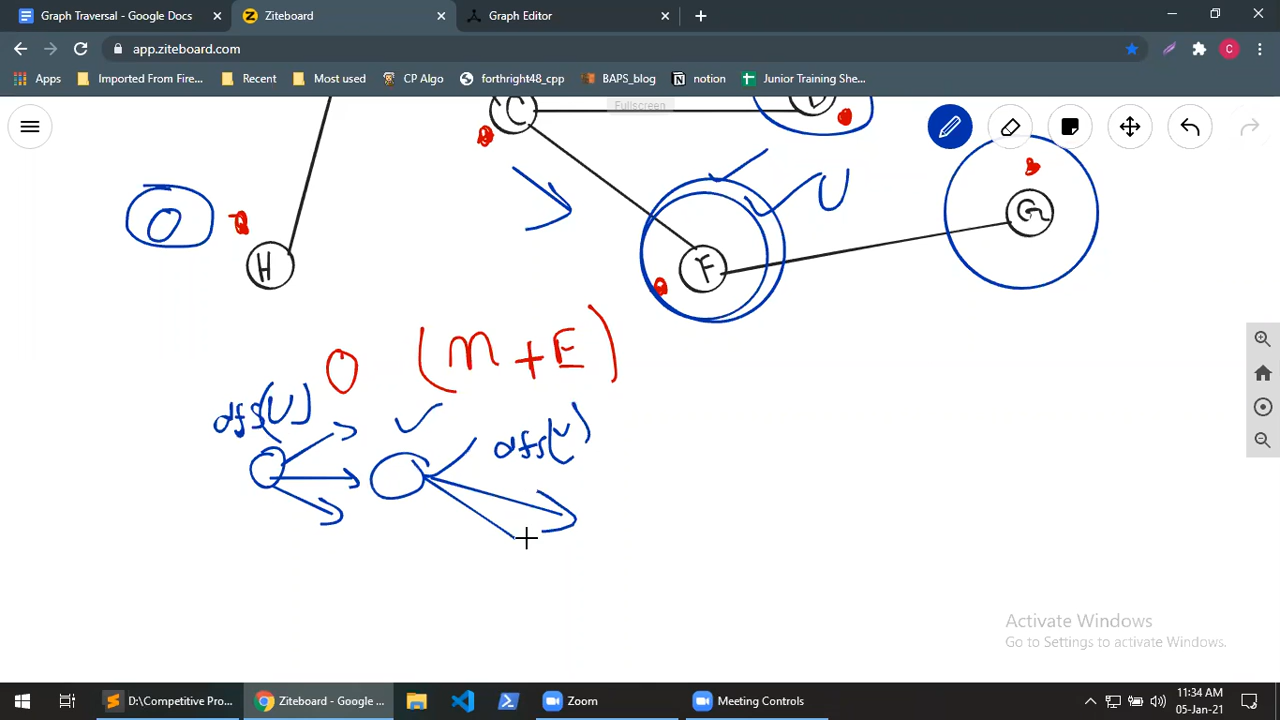 Graph Traversal - Google Docs
Ziteboard
Graph Editor
app.ziteboard.com
C
Apps
Imported From Fire...
Recent
Most used
CP Algo
forthright48_cpp
BAPS_blog
notion
Junior Training She...
Fullscreen
C
O
H
F
U
G
O (n + E)
dfs(U)
dfs(v)
Activate Windows
Go to Settings to activate Windows.
D:\Competitive Pro...
Ziteboard - Google ...
Zoom
Meeting Controls
11:34 AM
05-Jan-21